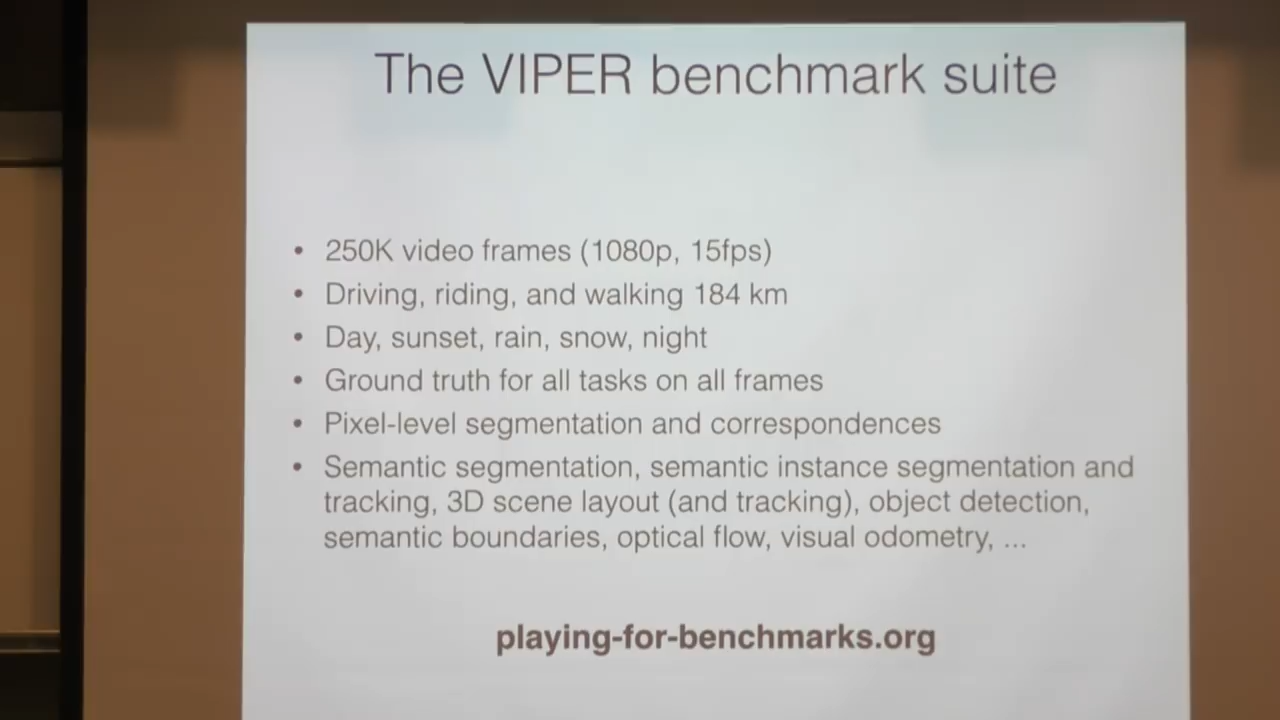 The VIPER benchmark suite
• 250K video frames (1080p, 15fps)
• Driving, riding, and walking 184 km
• Day, sunset, rain, snow, night
• Ground truth for all tasks on all frames
• Pixel-level segmentation and correspondences
• Semantic segmentation, semantic instance segmentation and
tracking, 3D scene layout (and tracking), object detection,
semantic boundaries, optical flow, visual odometry, ...
playing-for-benchmarks.org